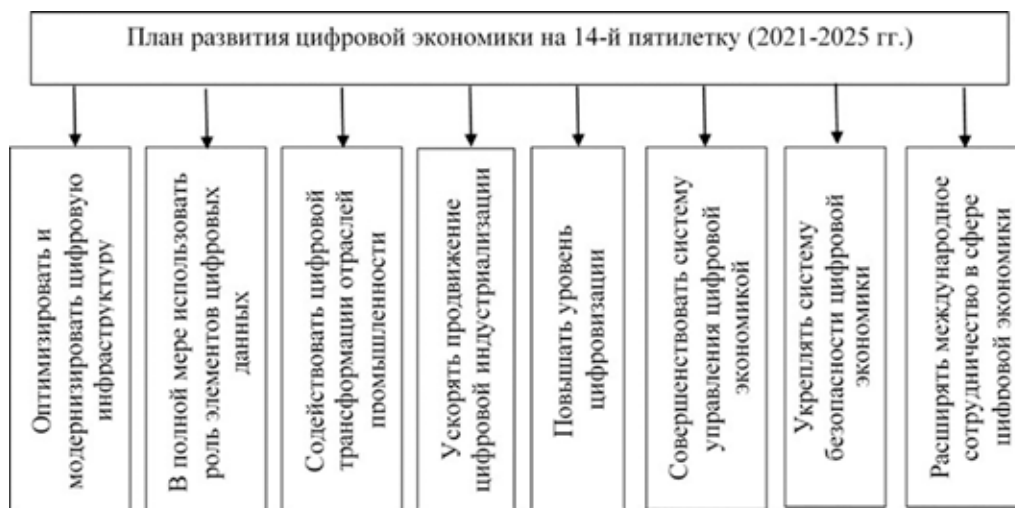 План развития цифровой экономики на 14-й пятилетку (2021-2025 гг.)
Оптимизировать и
модернизировать цифровую
инфраструктуру
В полной мере использовать
роль элементов цифровых
данных
Содействовать цифровой
трансформации отраслей
промышленности
Ускорять продвижение
цифровой индустриализации
Повышать уровень
цифровизации
Совершенствовать систему
управления цифровой
экономикой
Укреплять систему
безопасности цифровой
экономики
Расширять международное
сотрудничество в сфере
цифровой экономики